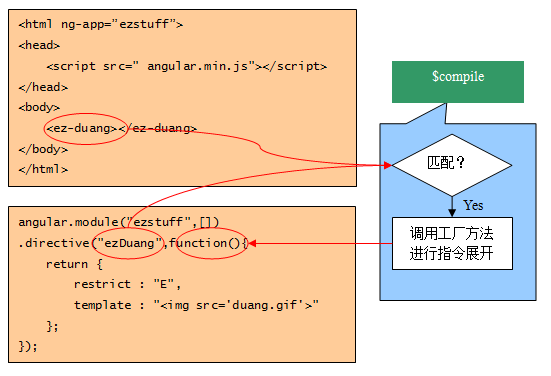 <html ng-app="ezstuff">
<head>
    <script src=" angular.min.js"></script>
</head>
<body>
    <ez-duang></ez-duang>
</body>
</html>
$compile
匹配？
Yes
调用工厂方法
进行指令展开
angular.module("ezstuff",[])
.directive("ezDuang",function(){
    return {
        restrict : "E",
        template : "<img src='duang.gif'>"
    };
});